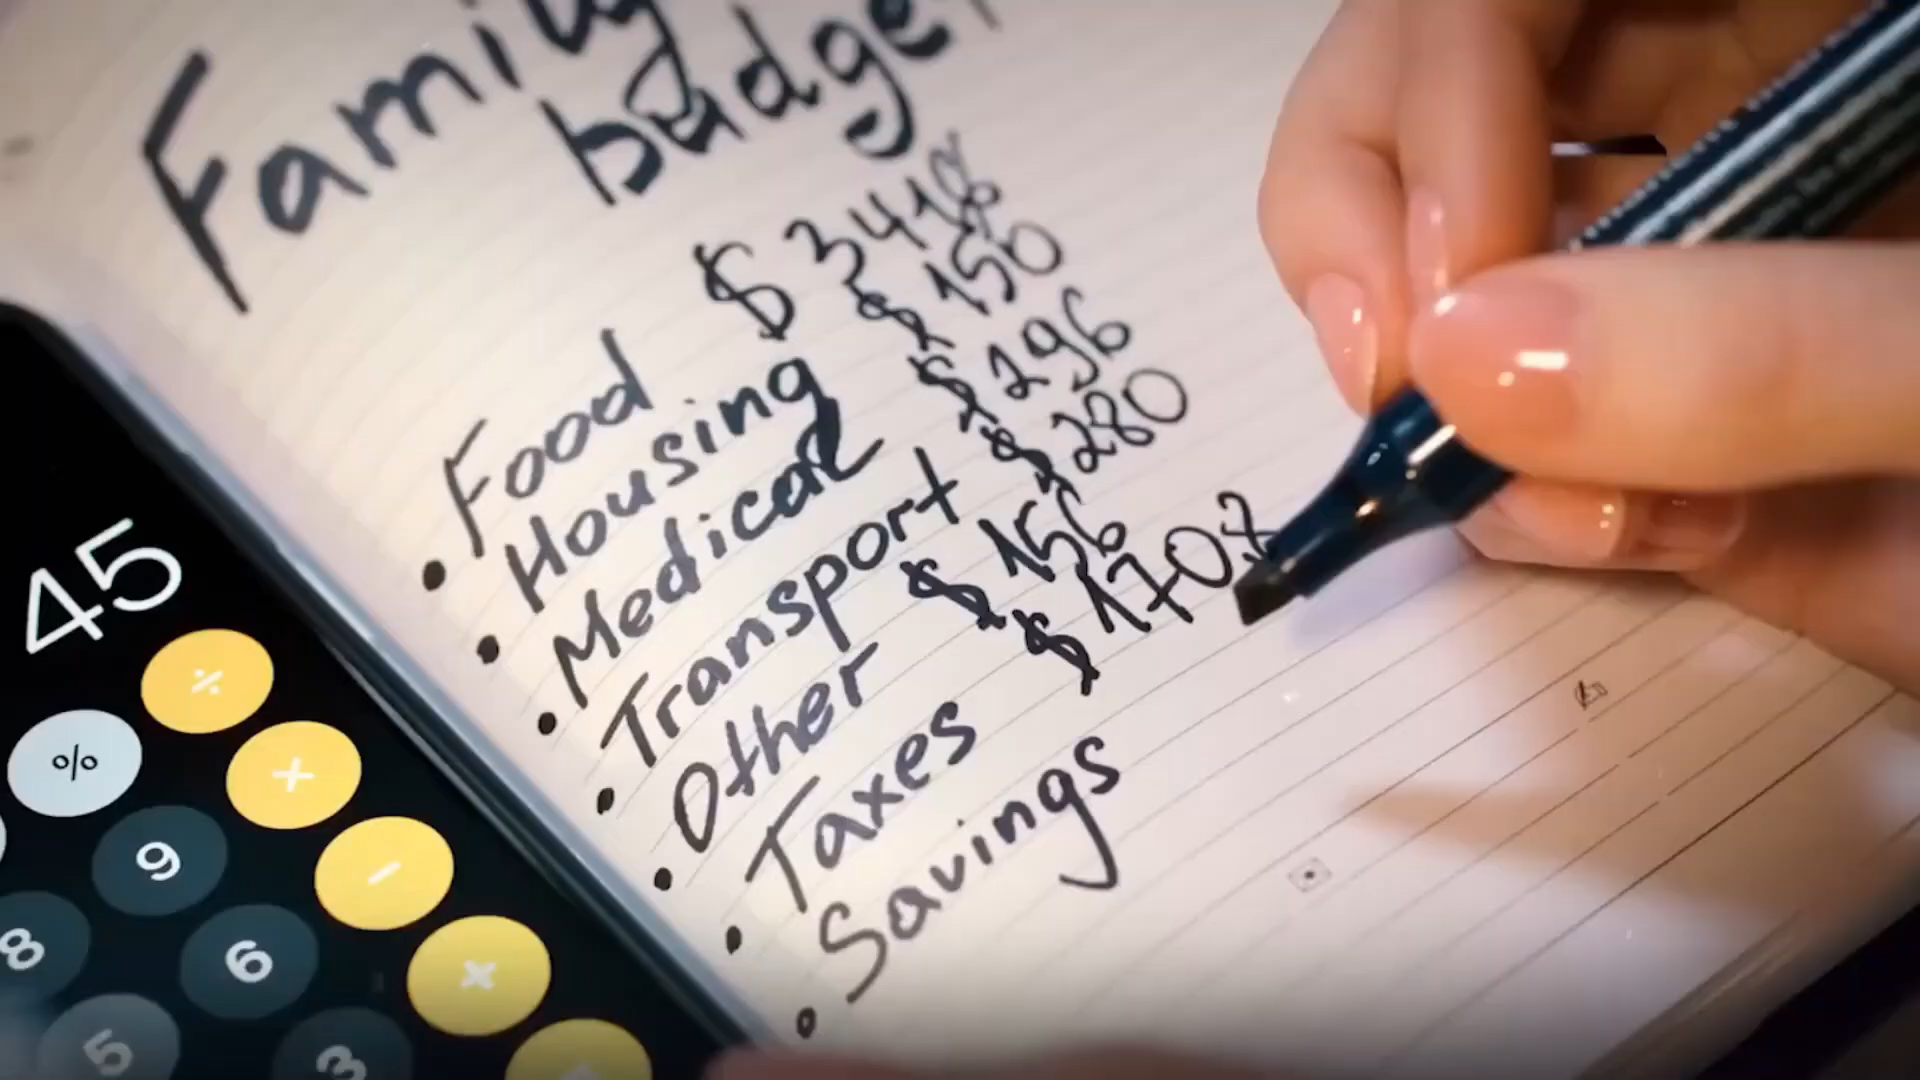 Family
budget
• Food $ 3418
• Housing $ 150
• Medical $ 296
• Transport $ 280
• Other $ 156
• Taxes $ 1702
• Savings
45
÷
% +
9 −
8 6 ×
5 3